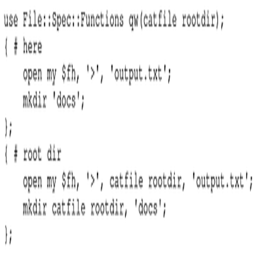 use File::Spec::Functions qw(catfile rootdir);
{ # here
    open my $fh, '>', 'output.txt';
    mkdir 'docs';
};
{ # root dir
    open my $fh, '>', catfile rootdir, 'output.txt';
    mkdir catfile rootdir, 'docs';
};